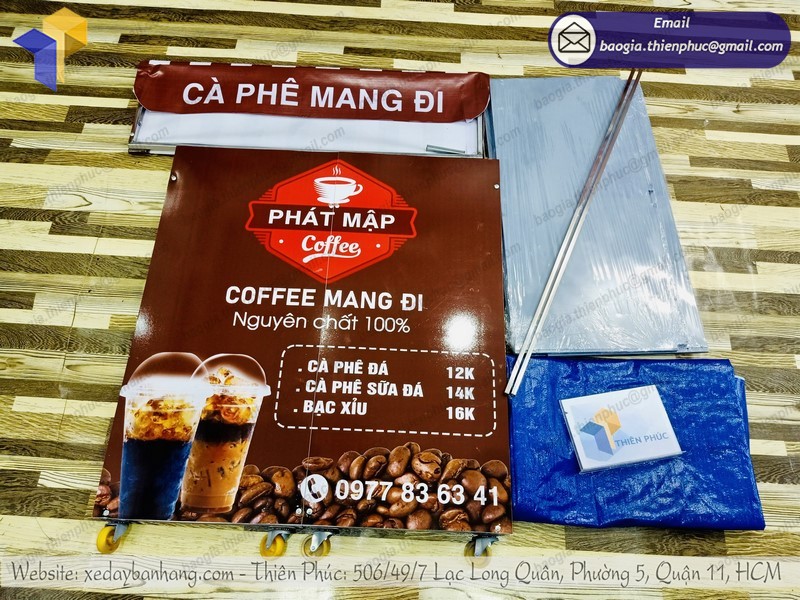 Email
baogia.thienphuc@gmail.com
CÀ PHÊ MANG ĐI
PHÁT MẬP
Coffee
COFFEE MANG ĐI
Nguyên chất 100%
. CÀ PHÊ ĐÁ 12K
. CÀ PHÊ SỮA ĐÁ 14K
. BẠC XỈU 16K
0977 83 63 41
THIÊN PHÚC
Website: xedaybanhang.com - Thiên Phúc: 506/49/7 Lạc Long Quân, Phường 5, Quận 11, HCM